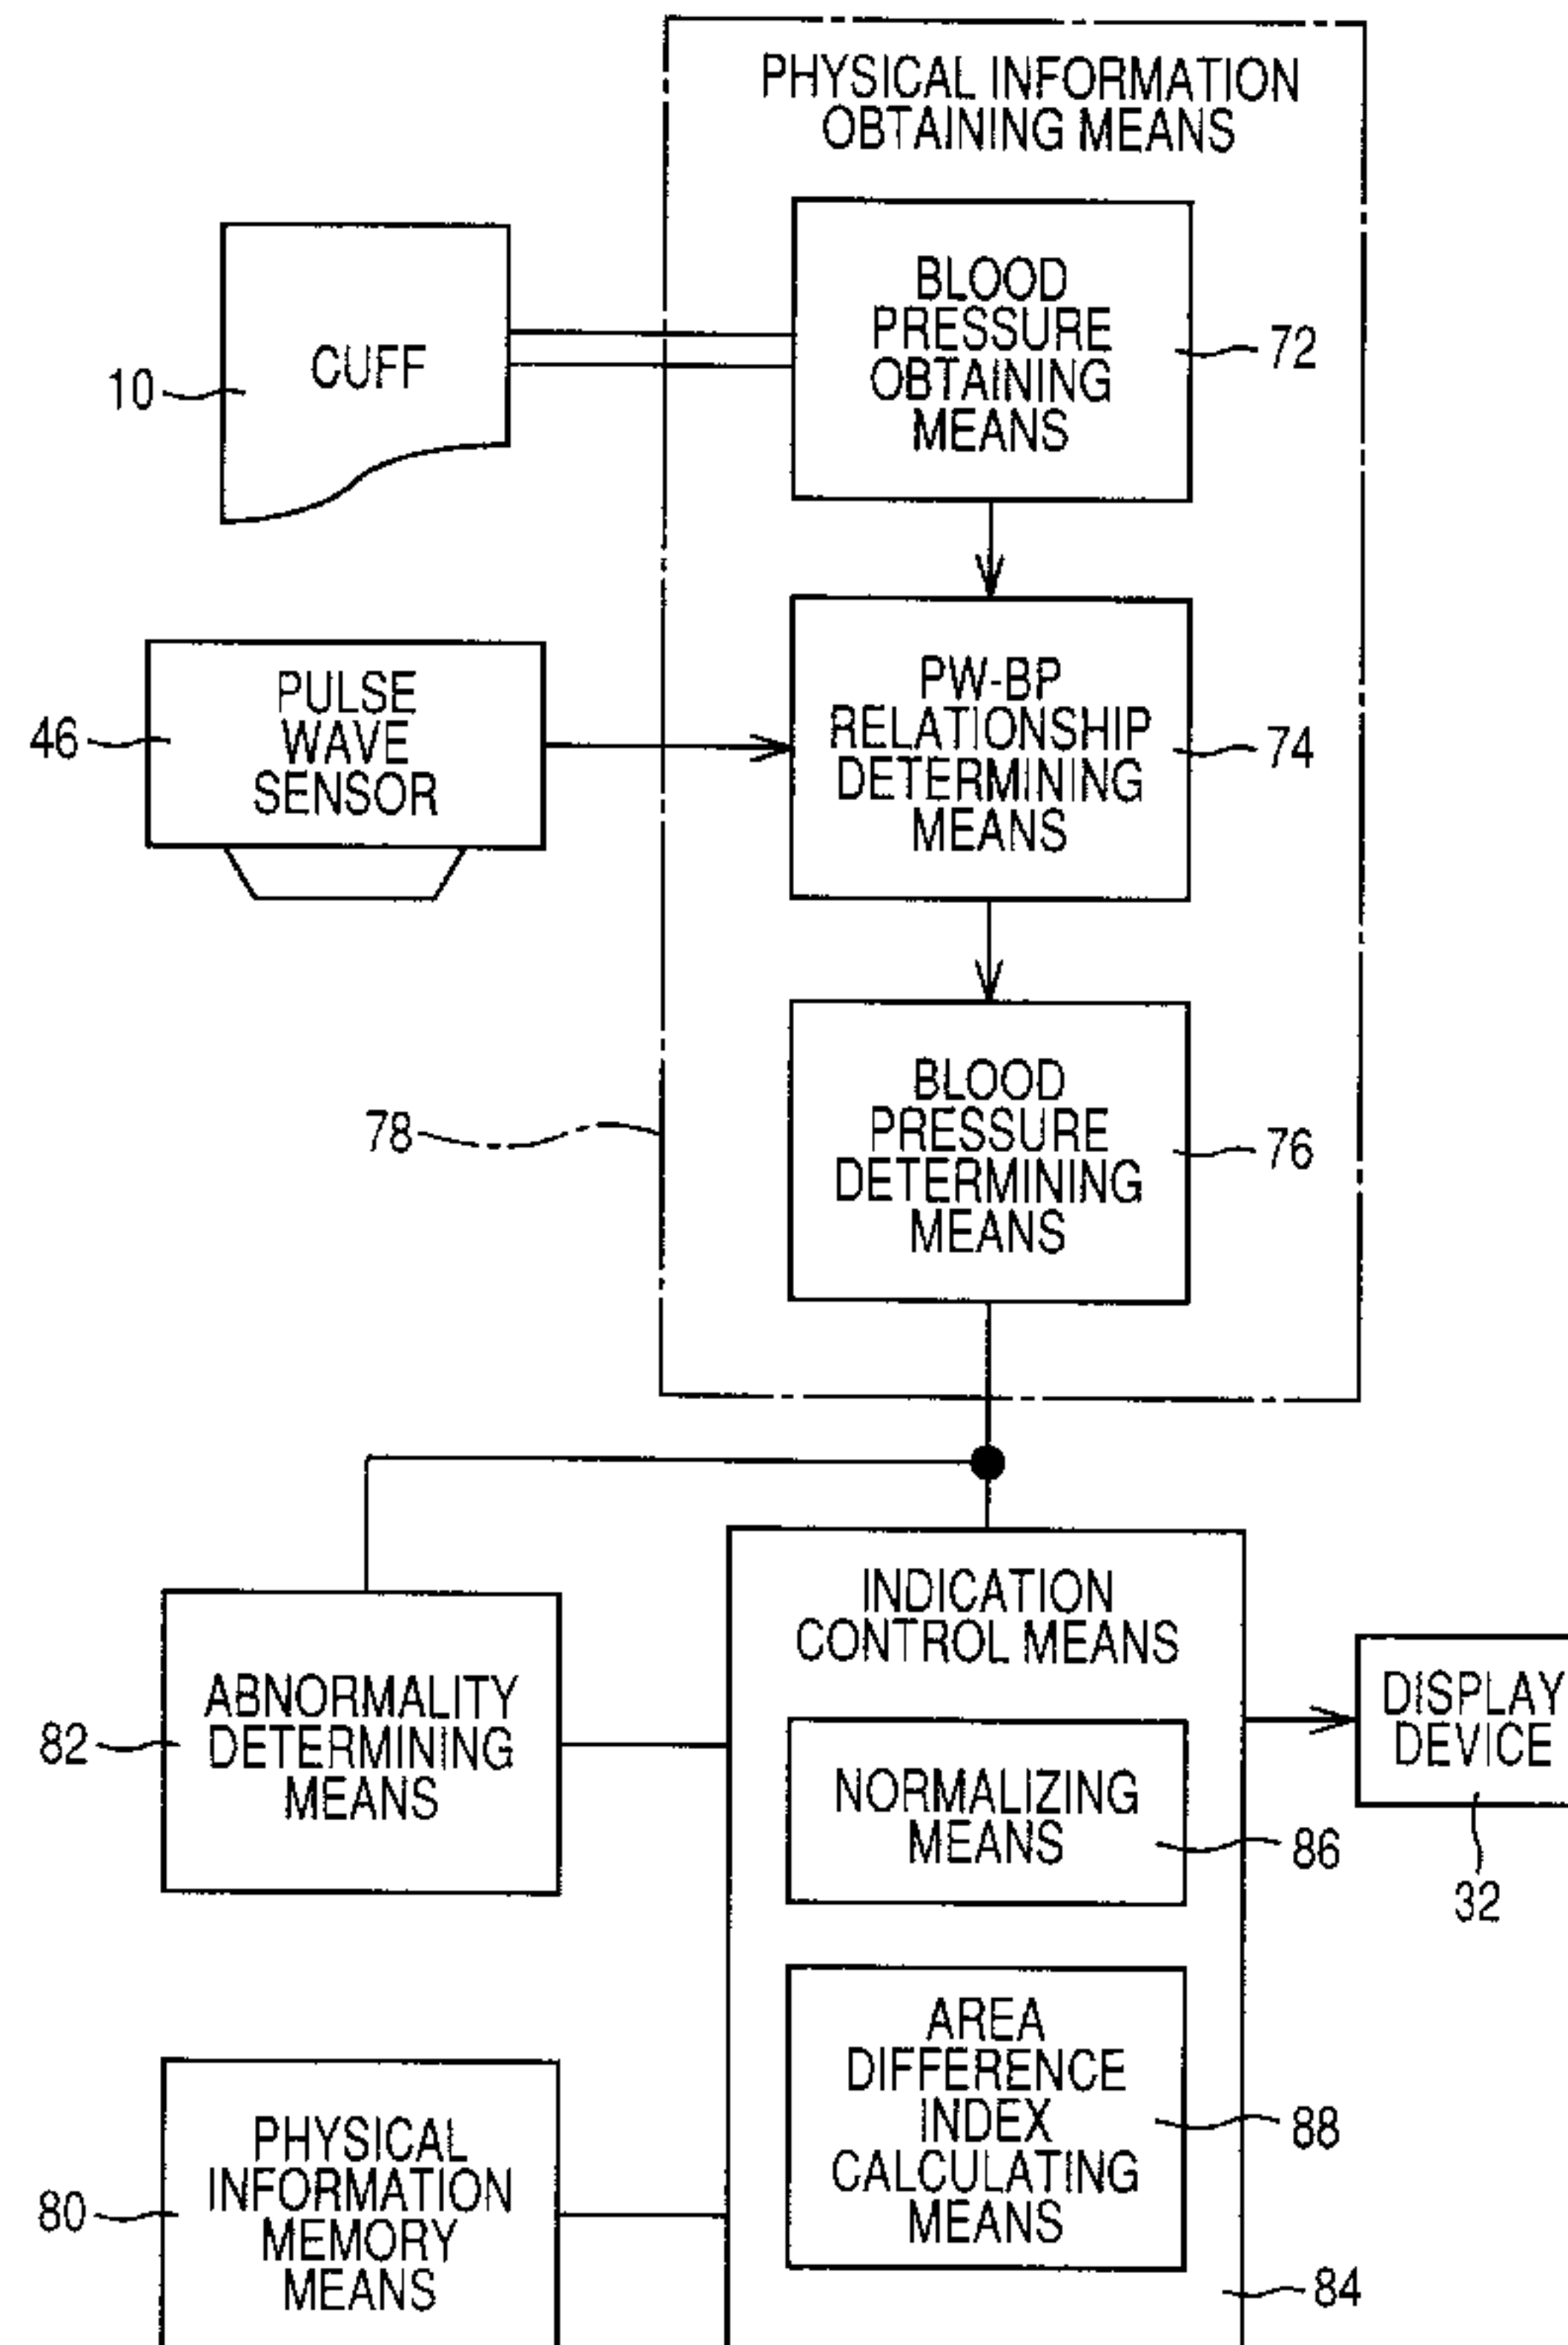 PHYSICAL INFORMATION
OBTAINING MEANS
BLOOD
PRESSURE
OBTAINING
MEANS
72
CUFF
10
PULSE
WAVE
SENSOR
46
PW-BP
RELATIONSHIP
DETERMINING
MEANS
74
BLOOD
PRESSURE
DETERMINING
MEANS
76
78
INDICATION
CONTROL MEANS
ABNORMALITY
DETERMINING
MEANS
82
NORMALIZING
MEANS
86
DISPLAY
DEVICE
32
AREA
DIFFERENCE
INDEX
CALCULATING
MEANS
88
PHYSICAL
INFORMATION
MEMORY
MEANS
80
84